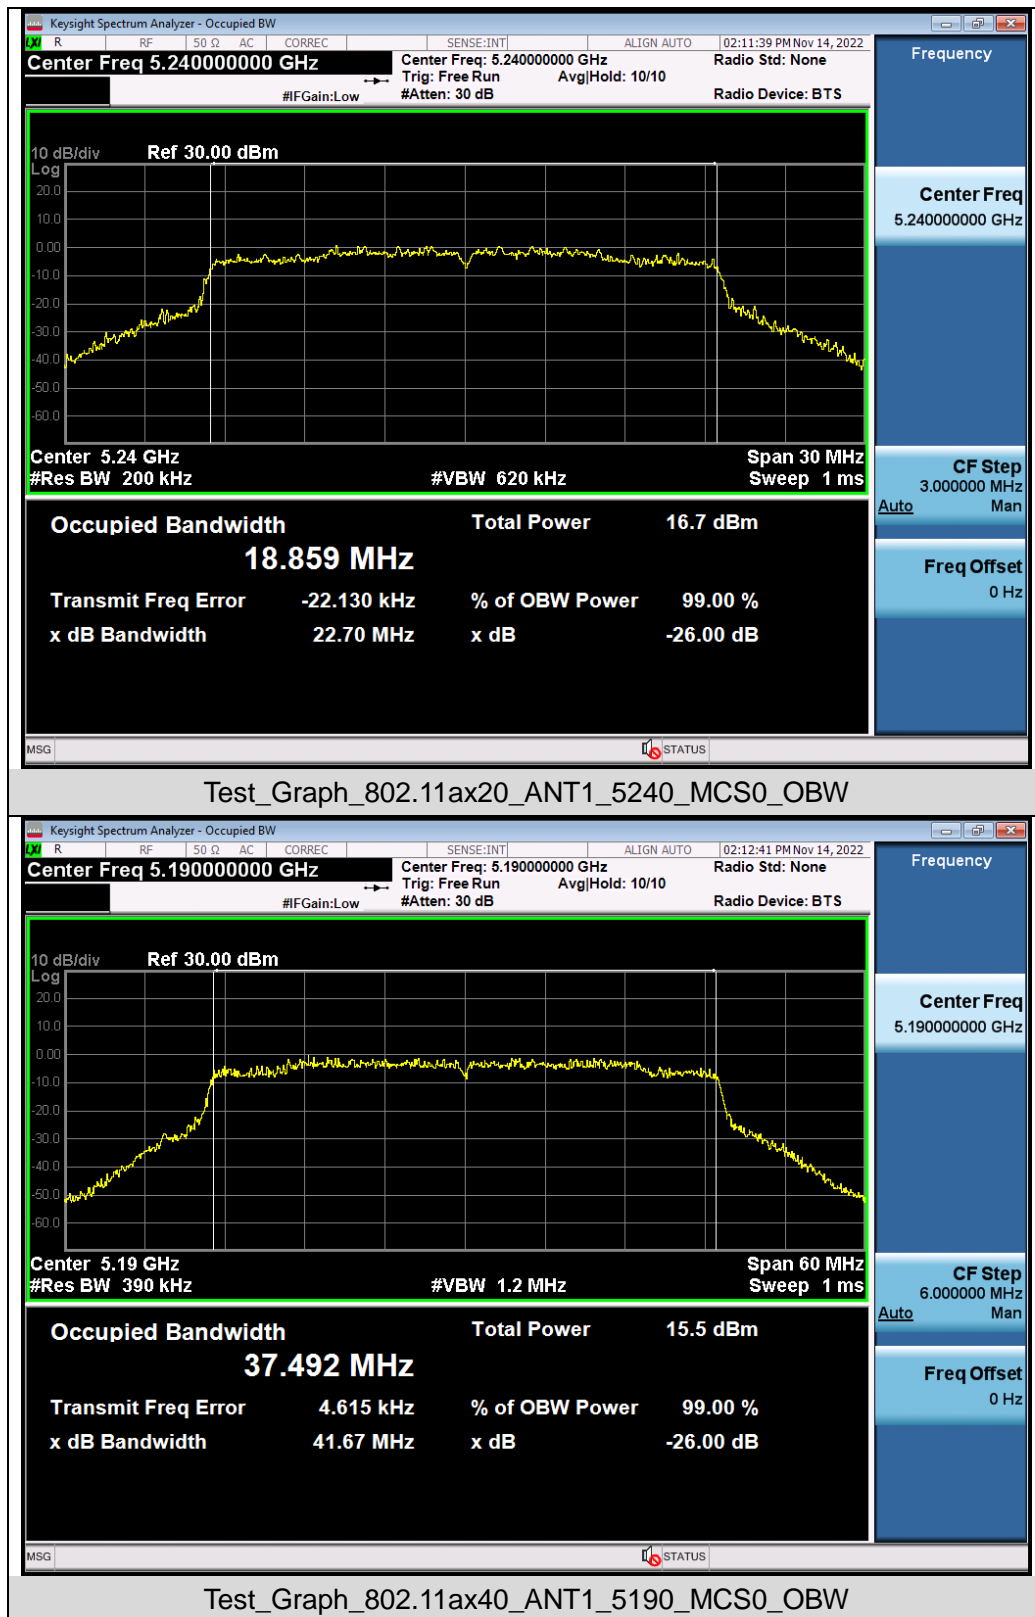 Keysight Spectrum Analyzer - Occupied BW
LXI R RF 50 Ω AC CORREC SENSE:INT ALIGN AUTO 02:11:39 PM Nov 14, 2022
Center Freq 5.240000000 GHz
Center Freq: 5.240000000 GHz
Radio Std: None
Trig: Free Run Avg|Hold: 10/10
#IFGain:Low
#Atten: 30 dB
Radio Device: BTS
Frequency
10 dB/div Ref 30.00 dBm
Log
20.0
10.0
0.00
-10.0
-20.0
-30.0
-40.0
-50.0
-60.0
Center Freq
5.240000000 GHz
Center 5.24 GHz Span 30 MHz
#Res BW 200 kHz #VBW 620 kHz Sweep 1 ms
CF Step
3.000000 MHz
Auto Man
Occupied Bandwidth Total Power 16.7 dBm
18.859 MHz
Transmit Freq Error -22.130 kHz % of OBW Power 99.00 %
x dB Bandwidth 22.70 MHz x dB -26.00 dB
Freq Offset
0 Hz
MSG STATUS
Test_Graph_802.11ax20_ANT1_5240_MCS0_OBW
Keysight Spectrum Analyzer - Occupied BW
LXI R RF 50 Ω AC CORREC SENSE:INT ALIGN AUTO 02:12:41 PM Nov 14, 2022
Center Freq 5.190000000 GHz
Center Freq: 5.190000000 GHz
Radio Std: None
Trig: Free Run Avg|Hold: 10/10
#IFGain:Low
#Atten: 30 dB
Radio Device: BTS
Frequency
10 dB/div Ref 30.00 dBm
Log
20.0
10.0
0.00
-10.0
-20.0
-30.0
-40.0
-50.0
-60.0
Center Freq
5.190000000 GHz
Center 5.19 GHz Span 60 MHz
#Res BW 390 kHz #VBW 1.2 MHz Sweep 1 ms
CF Step
6.000000 MHz
Auto Man
Occupied Bandwidth Total Power 15.5 dBm
37.492 MHz
Transmit Freq Error 4.615 kHz % of OBW Power 99.00 %
x dB Bandwidth 41.67 MHz x dB -26.00 dB
Freq Offset
0 Hz
MSG STATUS
Test_Graph_802.11ax40_ANT1_5190_MCS0_OBW